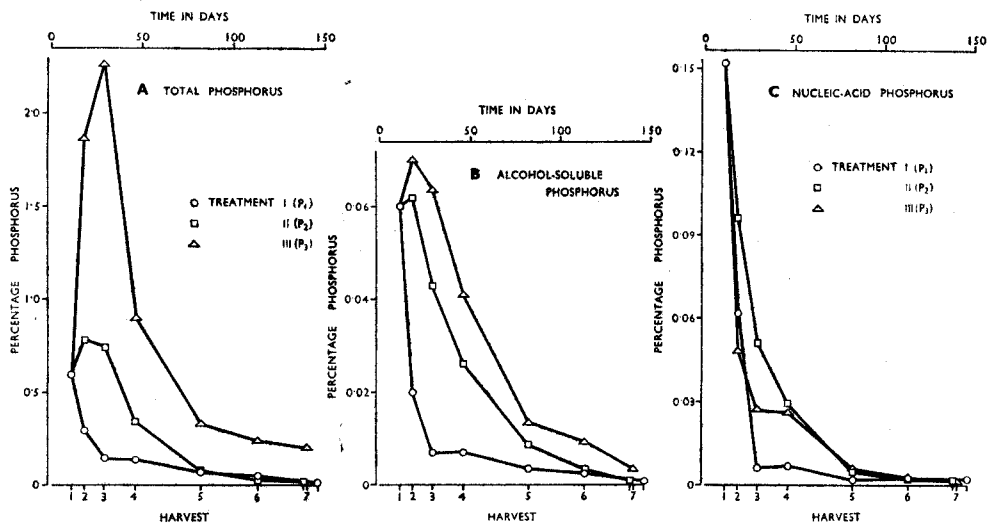 TIME IN DAYS
0 50 100 150
A TOTAL PHOSPHORUS
2·0
1·5
1·0
0·5
0
PERCENTAGE PHOSPHORUS
TREATMENT I (P₁)
II (P₂)
III (P₃)
1 2 3 4 5 6 7
HARVEST
TIME IN DAYS
0 50 100 150
B ALCOHOL-SOLUBLE
PHOSPHORUS
0·06
0·04
0·02
0
PERCENTAGE PHOSPHORUS
1 2 3 4 5 6 7
HARVEST
TIME IN DAYS
0 50 100 150
C NUCLEIC-ACID PHOSPHORUS
0·15
0·12
0·09
0·06
0·03
0
PERCENTAGE PHOSPHORUS
TREATMENT I (P₁)
II (P₂)
III (P₃)
1 2 3 4 5 6 7
HARVEST